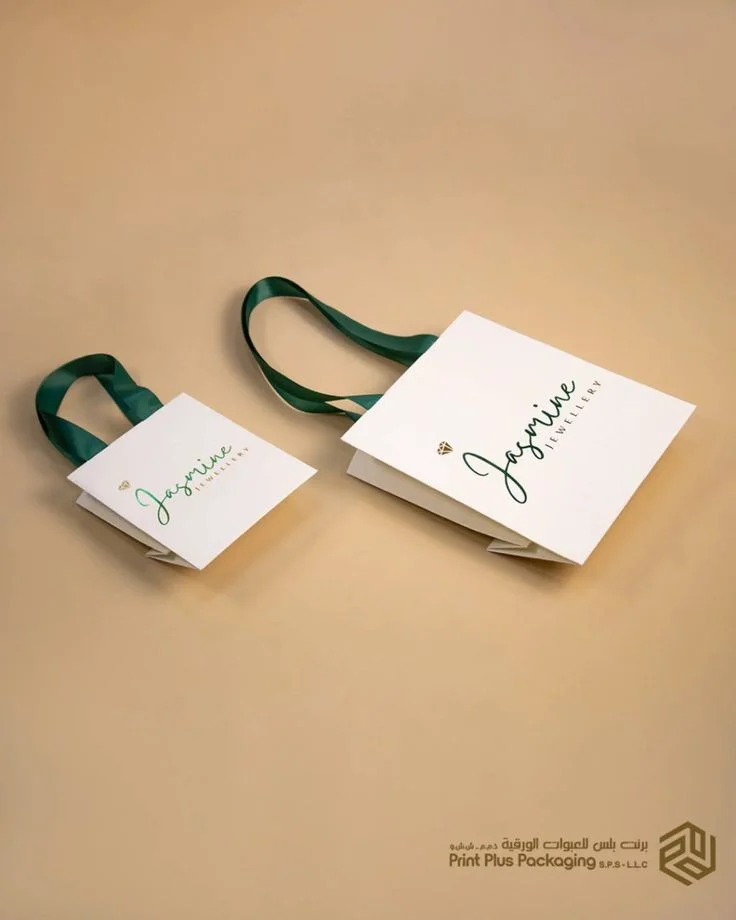 Jasmine
JEWELLERY
Jasmine
JEWELLERY
برنت بلس للعبوات الورقية ذ.م.م - ش.ش.و
Print Plus Packaging S.P.S - L.L.C